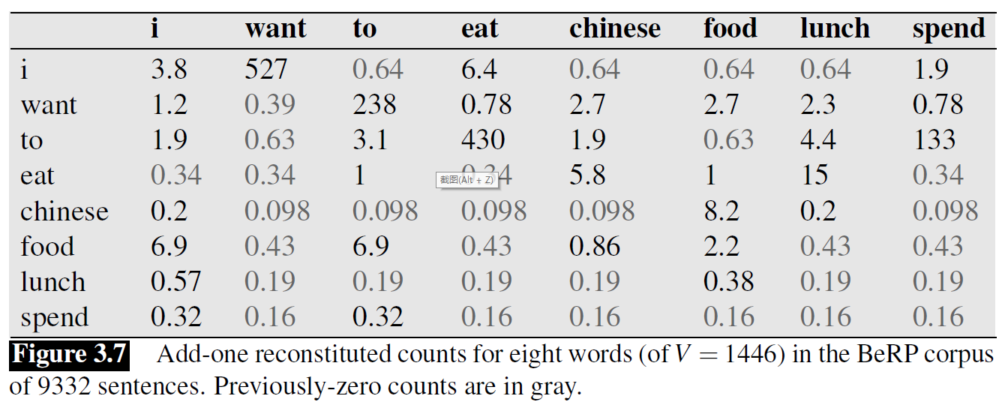 i want to eat chinese food lunch spend
i 3.8 527 0.64 6.4 0.64 0.64 0.64 1.9
want 1.2 0.39 238 0.78 2.7 2.7 2.3 0.78
to 1.9 0.63 3.1 430 1.9 0.63 4.4 133
eat 0.34 0.34 1 截图(Alt + Z) 5.8 1 15 0.34
chinese 0.2 0.098 0.098 0.098 0.098 8.2 0.2 0.098
food 6.9 0.43 6.9 0.43 0.86 2.2 0.43 0.43
lunch 0.57 0.19 0.19 0.19 0.19 0.38 0.19 0.19
spend 0.32 0.16 0.32 0.16 0.16 0.16 0.16 0.16
Figure 3.7 Add-one reconstituted counts for eight words (of V = 1446) in the BeRP corpus
of 9332 sentences. Previously-zero counts are in gray.